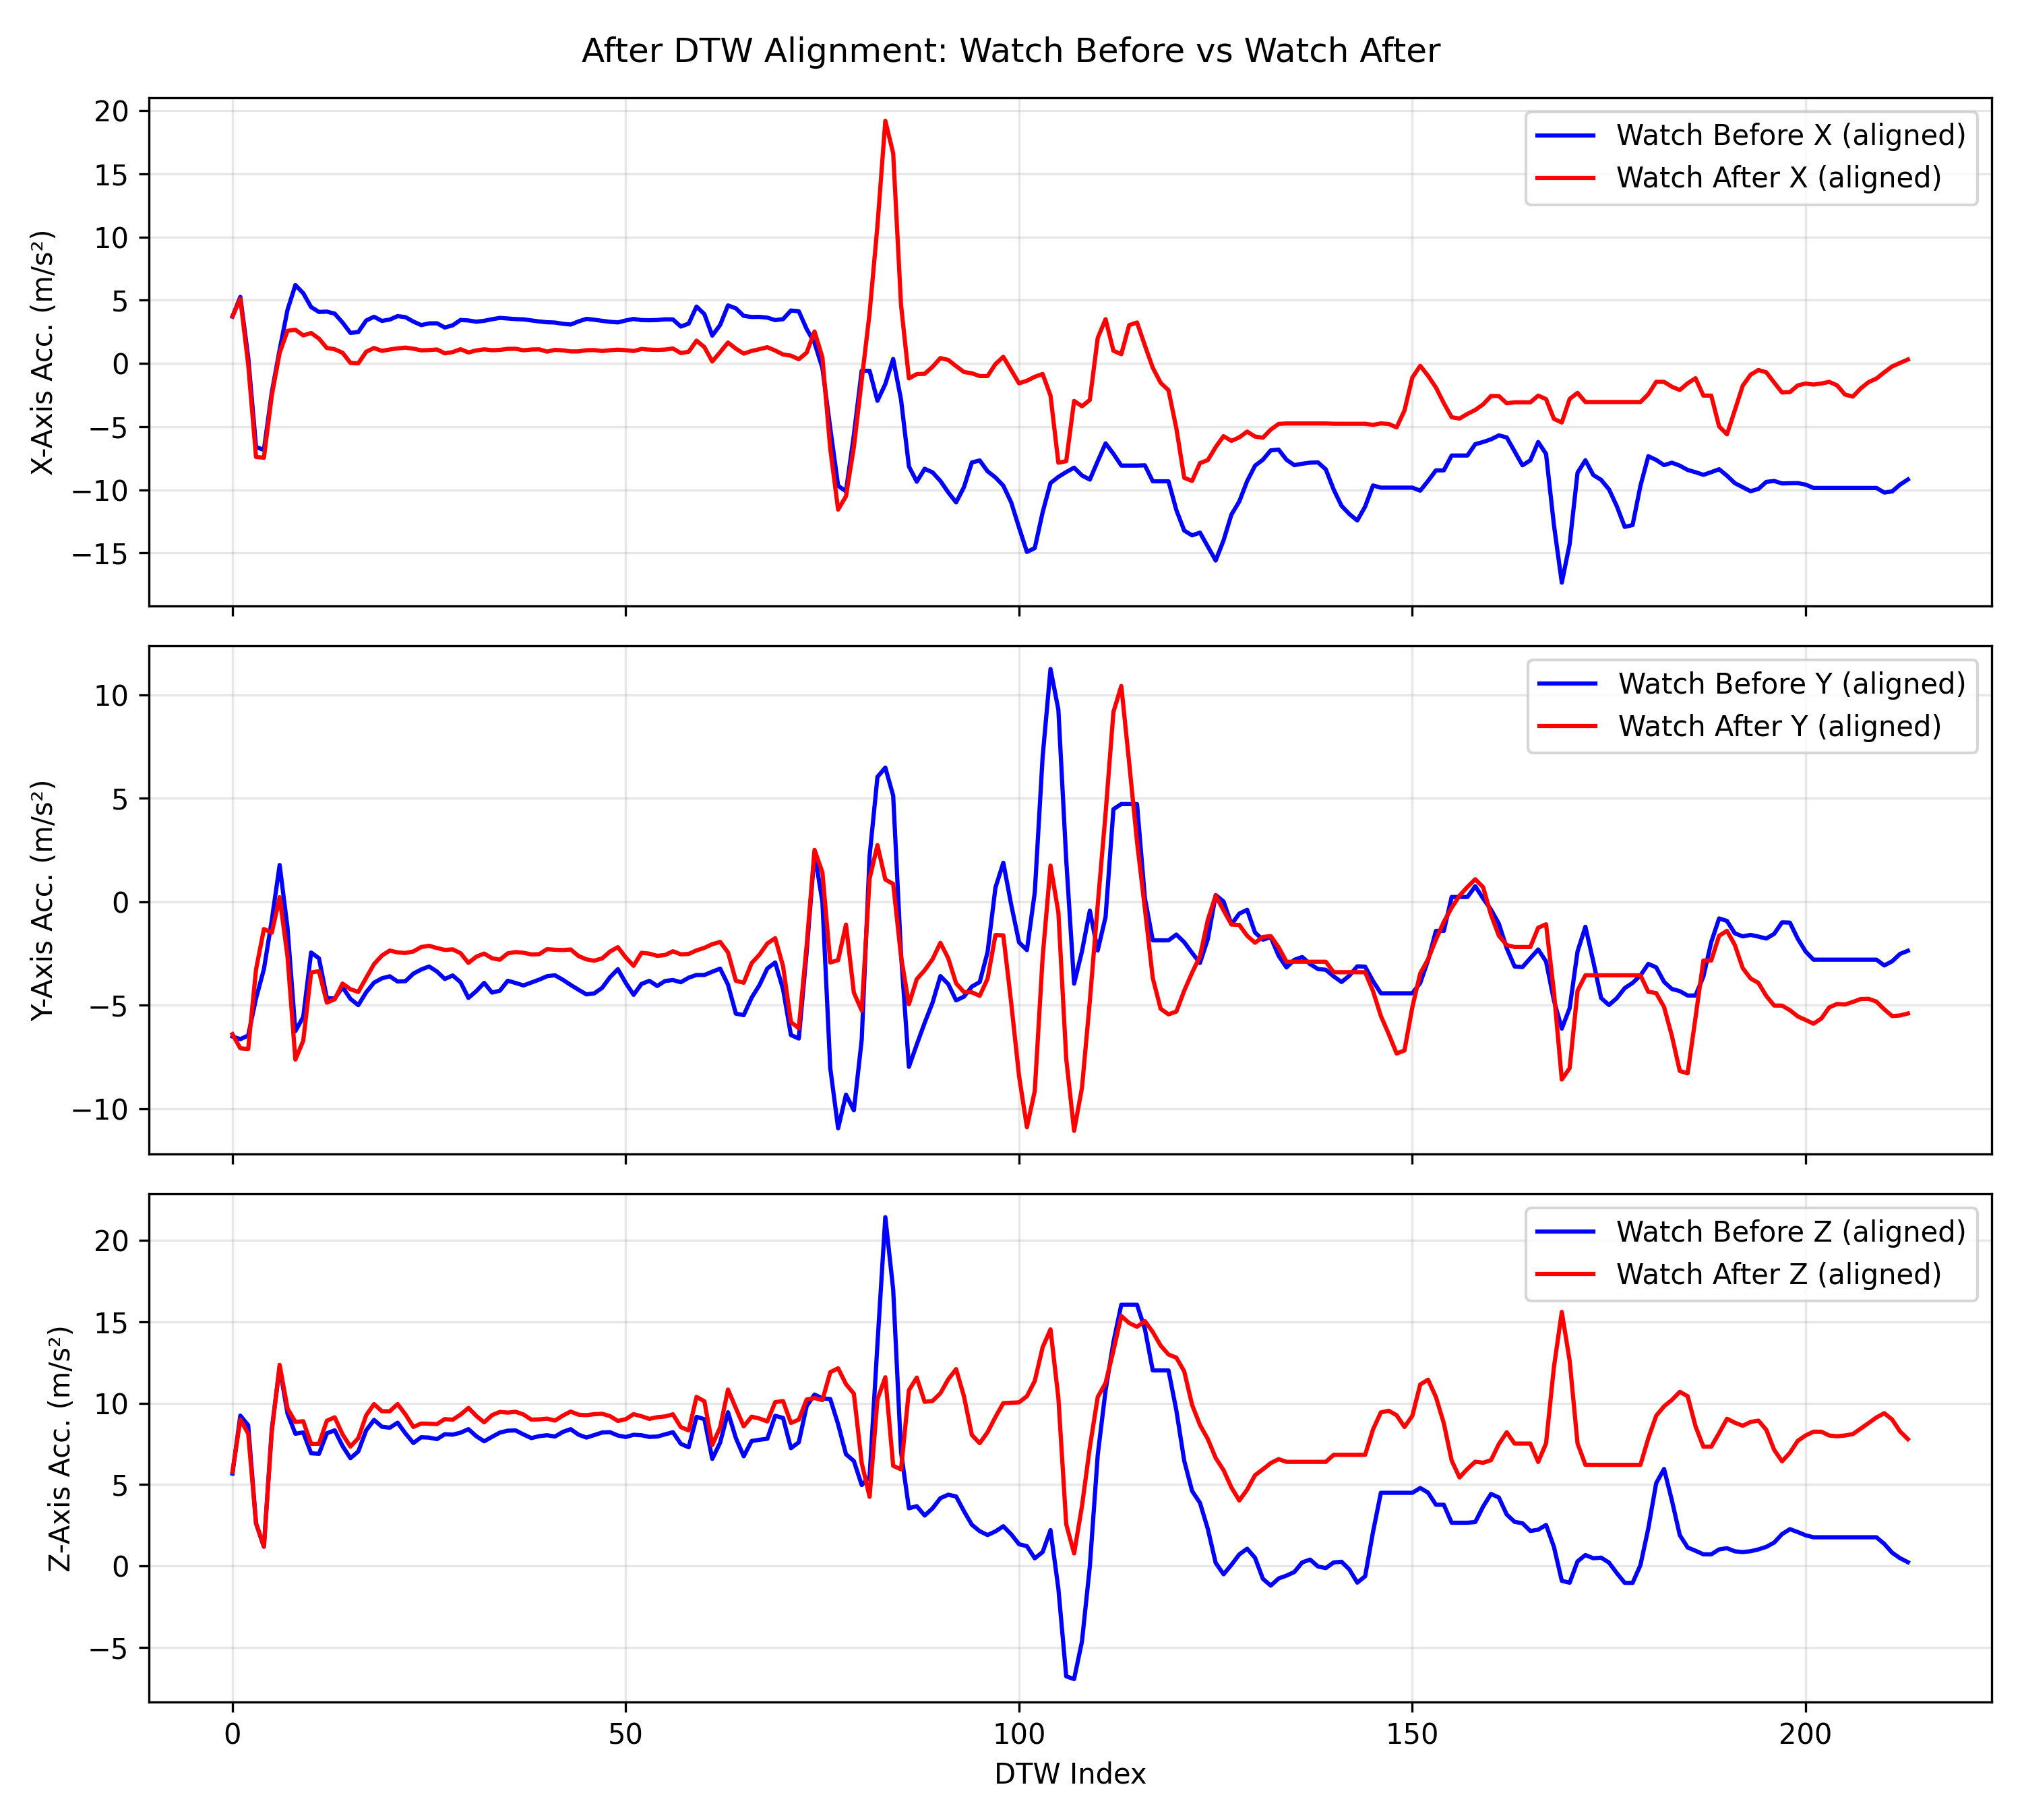 After DTW Alignment: Watch Before vs Watch After
X-Axis Acc. (m/s²)
20
15
10
5
0
−5
−10
−15
Watch Before X (aligned)
Watch After X (aligned)
Y-Axis Acc. (m/s²)
10
5
0
−5
−10
Watch Before Y (aligned)
Watch After Y (aligned)
Z-Axis Acc. (m/s²)
20
15
10
5
0
−5
Watch Before Z (aligned)
Watch After Z (aligned)
0 50 100 150 200
DTW Index